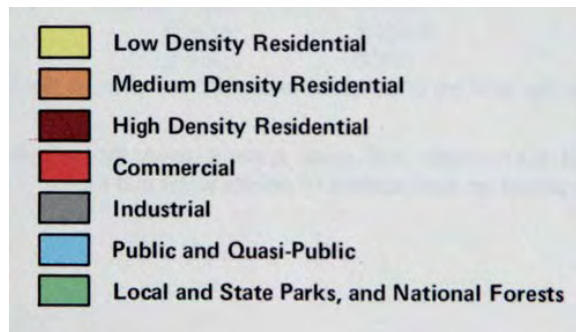 Low Density Residential
Medium Density Residential
High Density Residential
Commercial
Industrial
Public and Quasi-Public
Local and State Parks, and National Forests